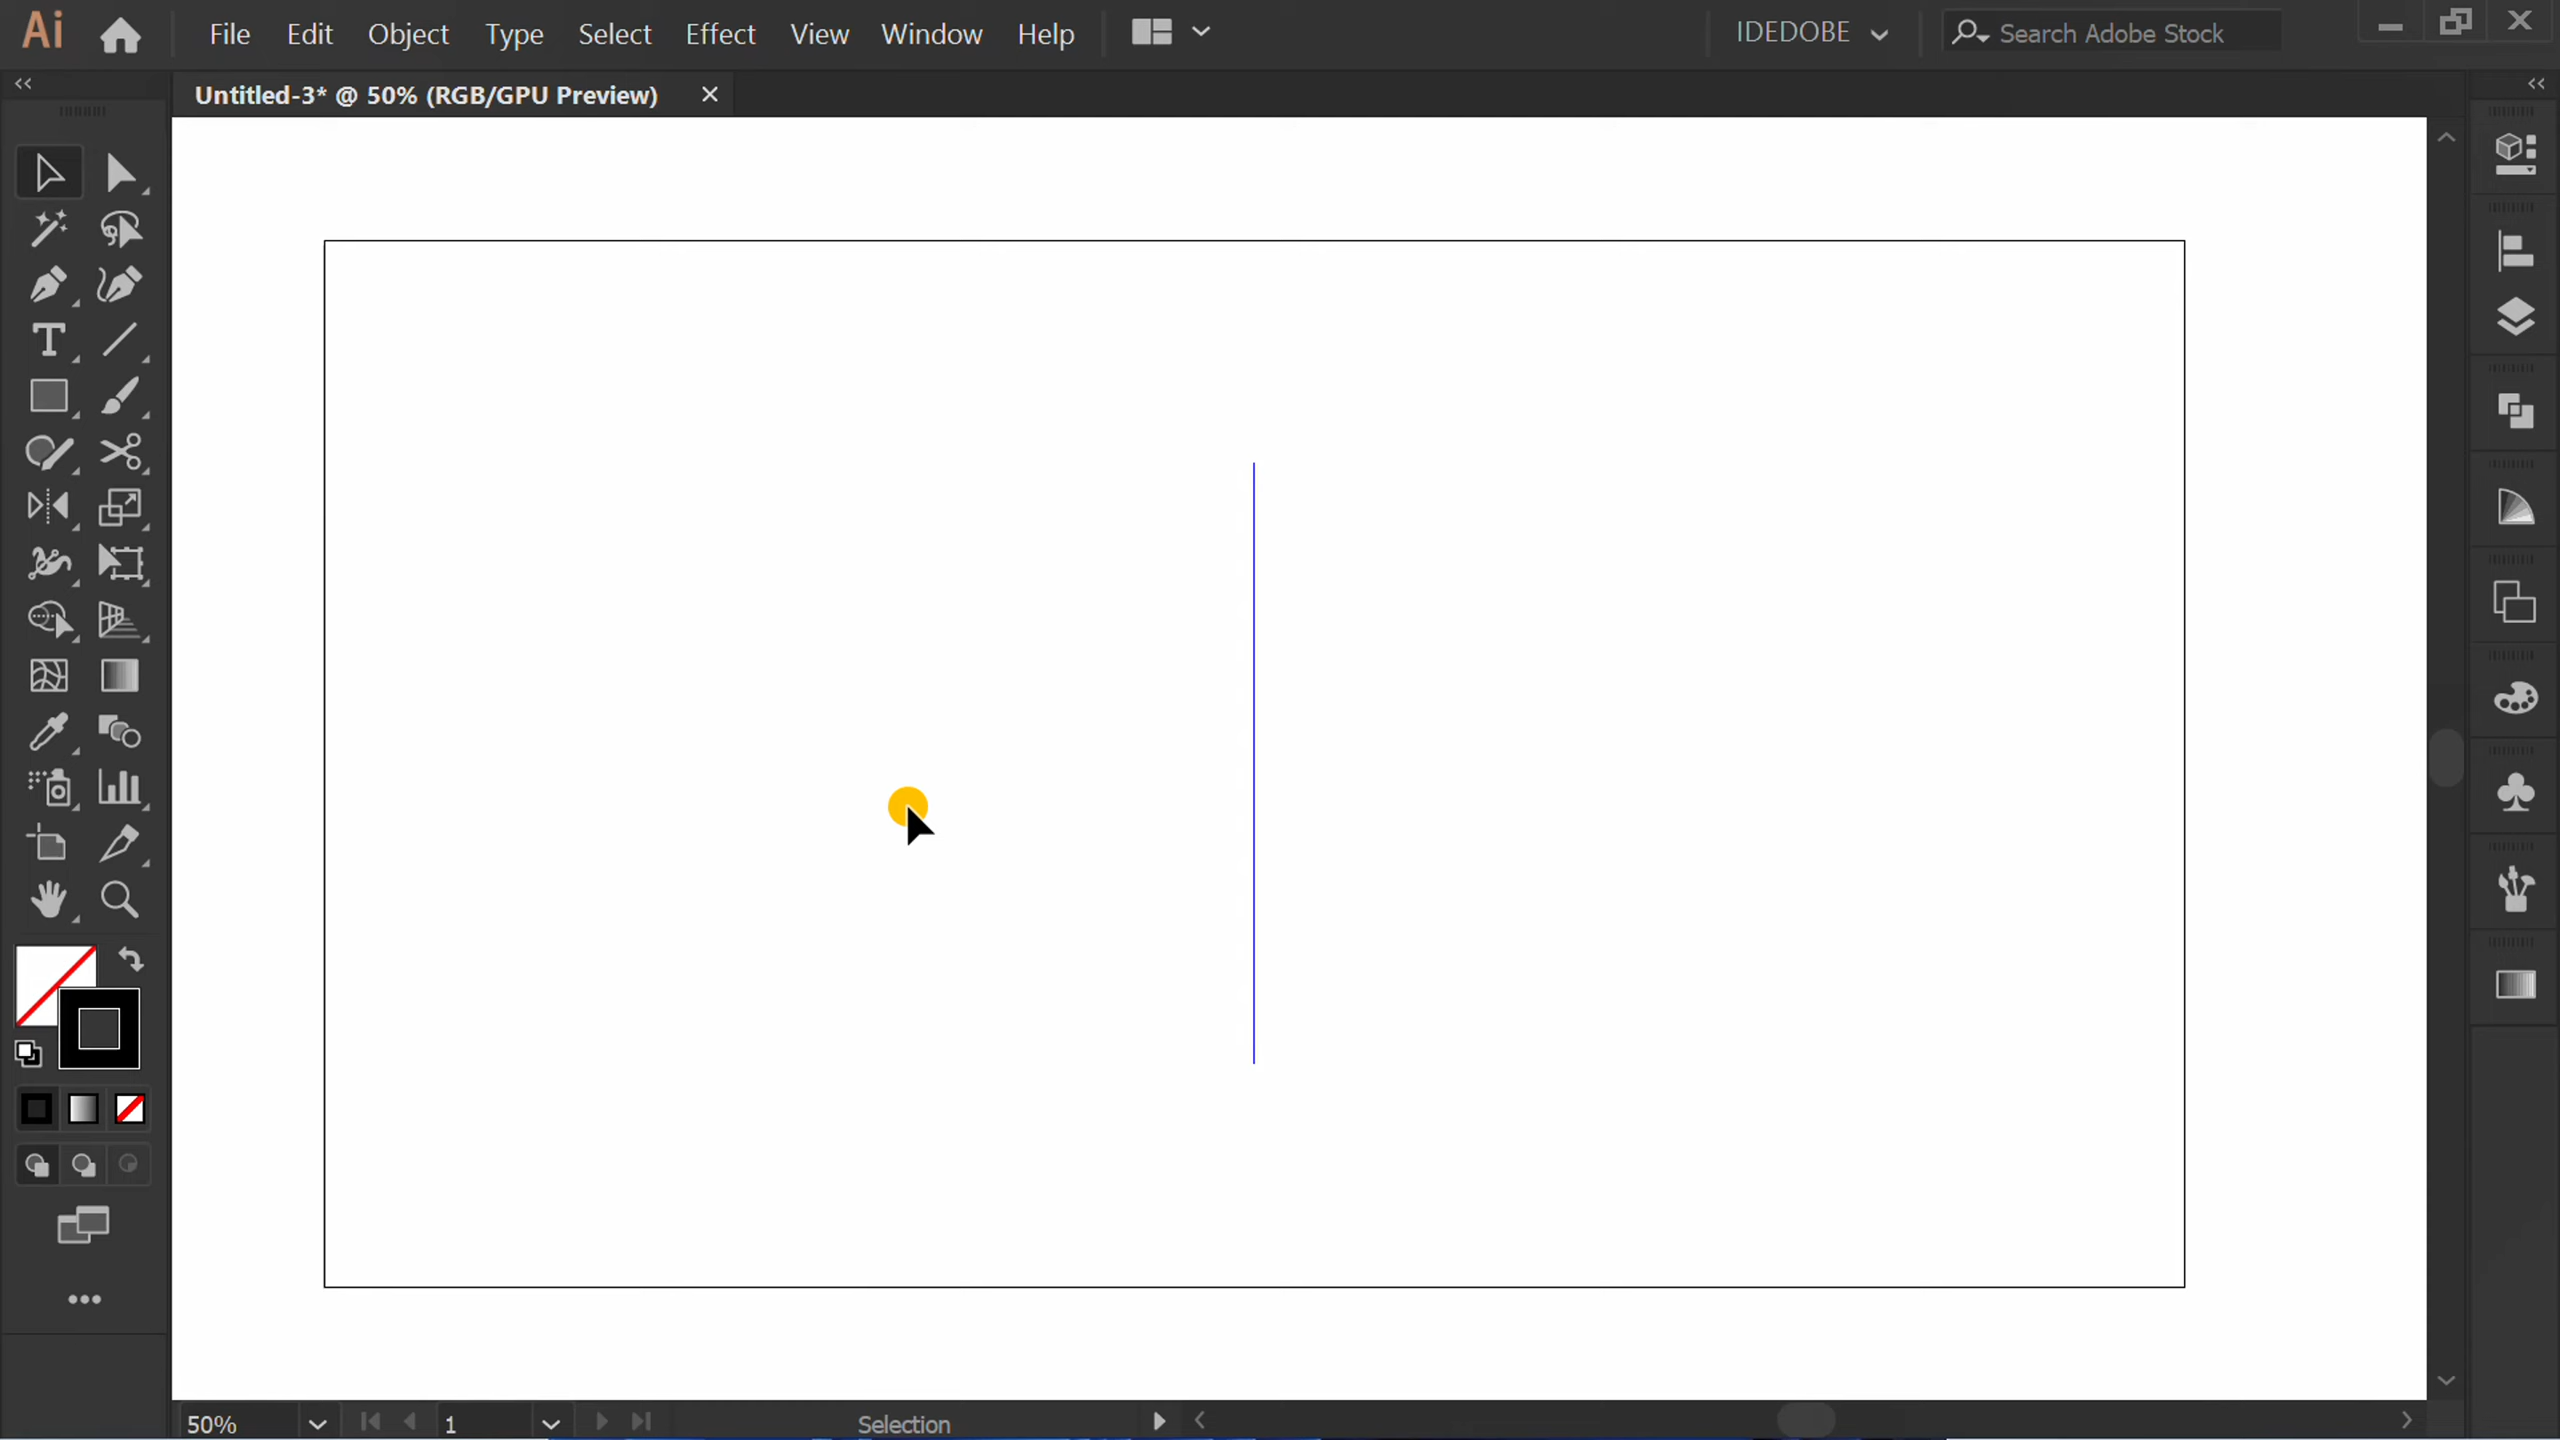 Ai File Edit Object Type Select Effect View Window Help IDEDOBE Search Adobe Stock
Untitled-3* @ 50% (RGB/GPU Preview)
50% 1 Selection